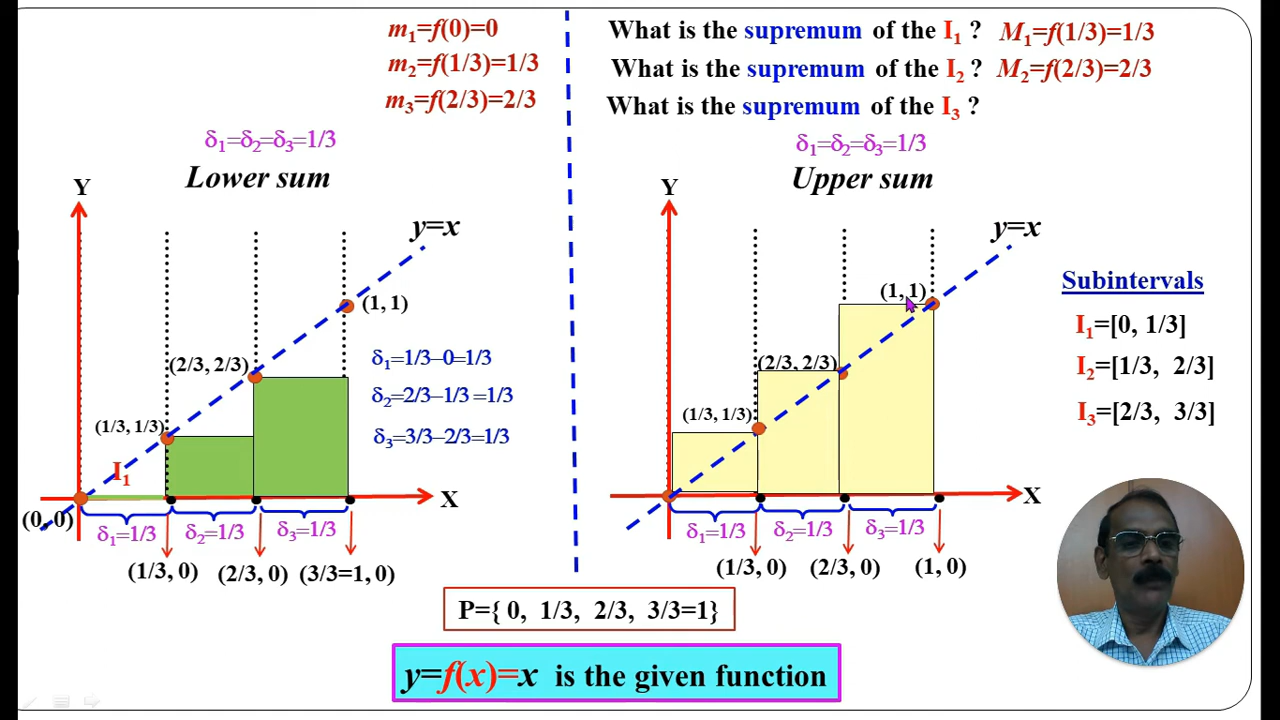 m₁=f(0)=0
m₂=f(1/3)=1/3
m₃=f(2/3)=2/3
δ₁=δ₂=δ₃=1/3
Lower sum
Y
y=x
(1, 1)
(2/3, 2/3)
δ₁=1/3–0=1/3
δ₂=2/3–1/3 =1/3
(1/3, 1/3)
δ₃=3/3–2/3=1/3
I₁
X
(0, 0)
δ₁=1/3 δ₂=1/3 δ₃=1/3
(1/3, 0) (2/3, 0) (3/3=1, 0)
What is the supremum of the I₁ ? M₁=f(1/3)=1/3
What is the supremum of the I₂ ? M₂=f(2/3)=2/3
What is the supremum of the I₃ ?
δ₁=δ₂=δ₃=1/3
Upper sum
Y
y=x
(1, 1)
(2/3, 2/3)
(1/3, 1/3)
X
δ₁=1/3 δ₂=1/3 δ₃=1/3
(1/3, 0) (2/3, 0) (1, 0)
Subintervals
I₁=[0, 1/3]
I₂=[1/3, 2/3]
I₃=[2/3, 3/3]
P={ 0, 1/3, 2/3, 3/3=1}
y=f(x)=x is the given function